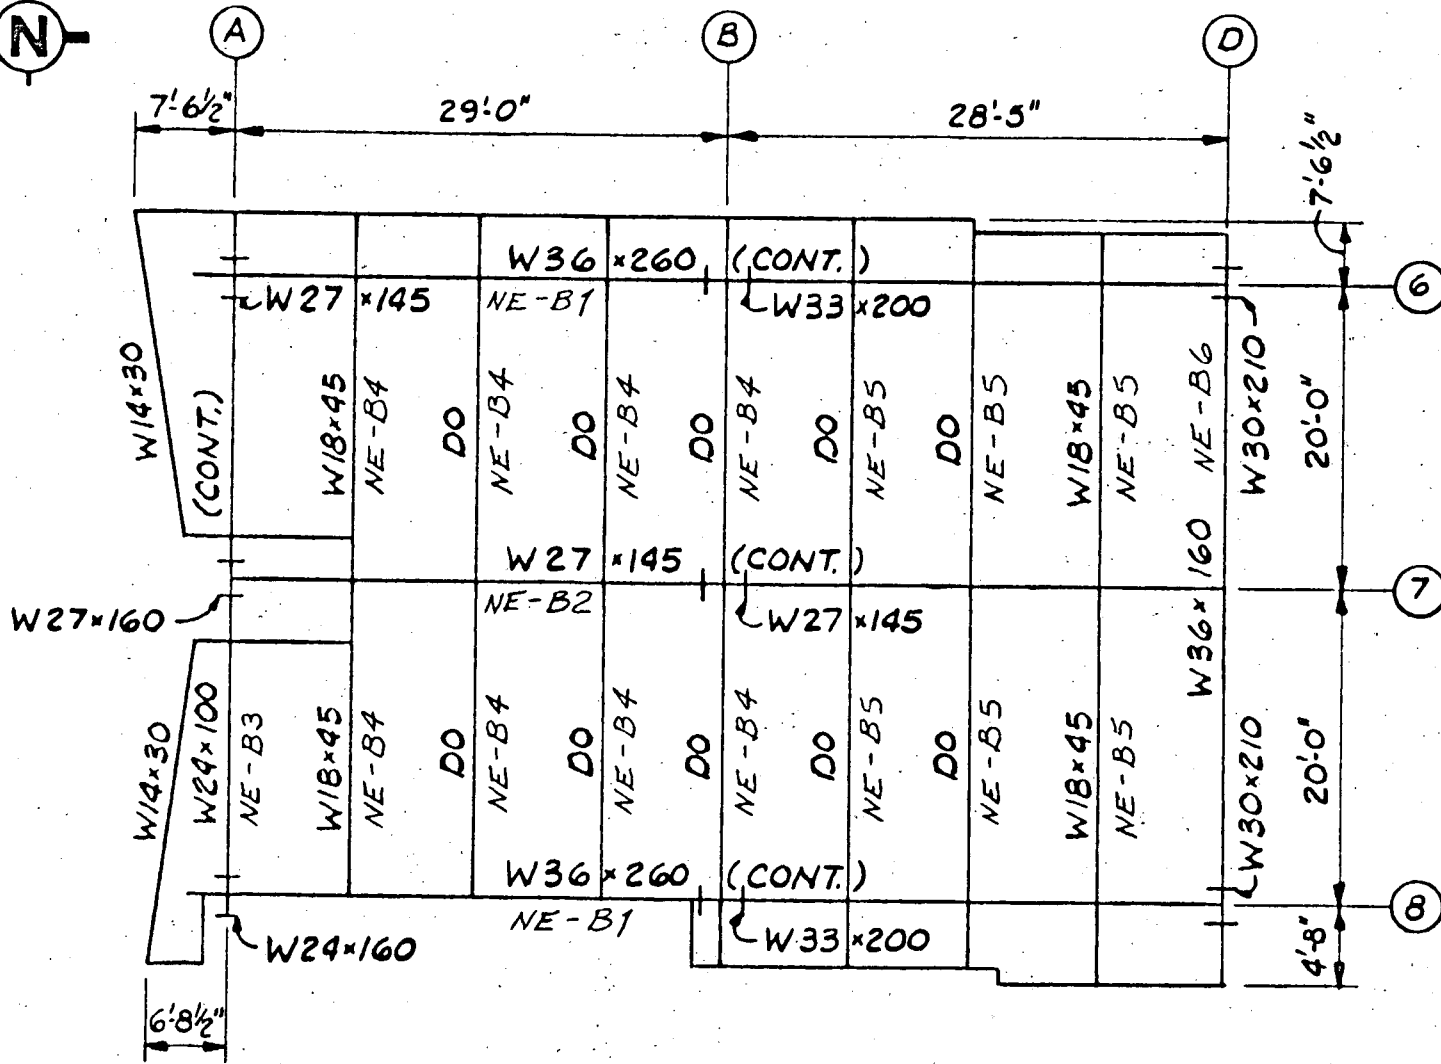 N
A
B
D
7'-6½"
29'-0"
28'-5"
7'-6½"
W36×260 (CONT.)
6
W27×145
NE-B1
W33×200
W14×30
(CONT.)
W18×45
NE-B4
DO
NE-B4
DO
NE-B4
DO
NE-B4
DO
NE-B5
DO
NE-B5
W18×45
NE-B5
NE-B6
W30×210
20'-0"
W27×145 (CONT.)
7
NE-B2
W27×160
W27×145
W36×160
W14×30
W24×100
NE-B3
W18×45
NE-B4
DO
NE-B4
DO
NE-B4
DO
NE-B4
DO
NE-B5
DO
NE-B5
W18×45
NE-B5
W30×210
20'-0"
W36×260 (CONT.)
8
NE-B1
W24×160
W33×200
4'-8"
6'-8½"